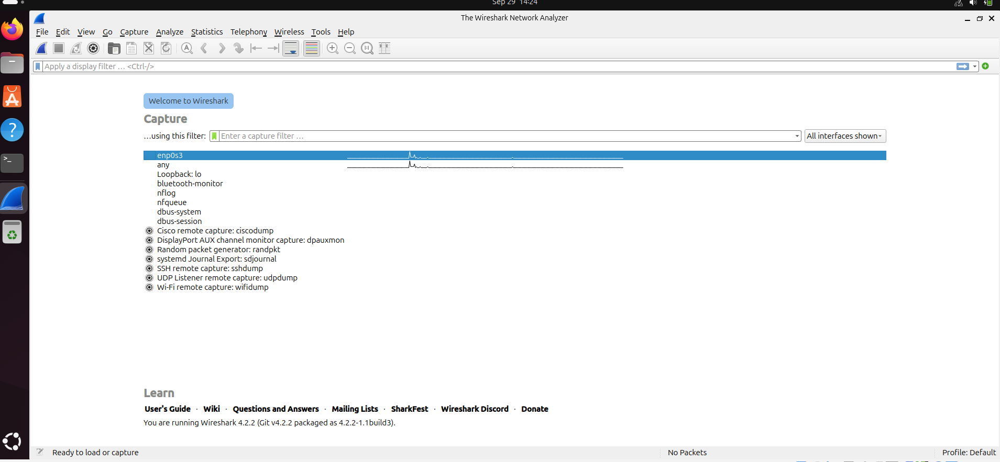 Sep 29 14:24
The Wireshark Network Analyzer
File Edit View Go Capture Analyze Statistics Telephony Wireless Tools Help
Apply a display filter … <Ctrl-/>
Welcome to Wireshark
Capture
…using this filter: Enter a capture filter … All interfaces shown
enp0s3
any
Loopback: lo
bluetooth-monitor
nflog
nfqueue
dbus-system
dbus-session
Cisco remote capture: ciscodump
DisplayPort AUX channel monitor capture: dpauxmon
Random packet generator: randpkt
systemd Journal Export: sdjournal
SSH remote capture: sshdump
UDP Listener remote capture: udpdump
Wi-Fi remote capture: wifidump
Learn
User's Guide · Wiki · Questions and Answers · Mailing Lists · SharkFest · Wireshark Discord · Donate
You are running Wireshark 4.2.2 (Git v4.2.2 packaged as 4.2.2-1.1build3).
Ready to load or capture No Packets Profile: Default